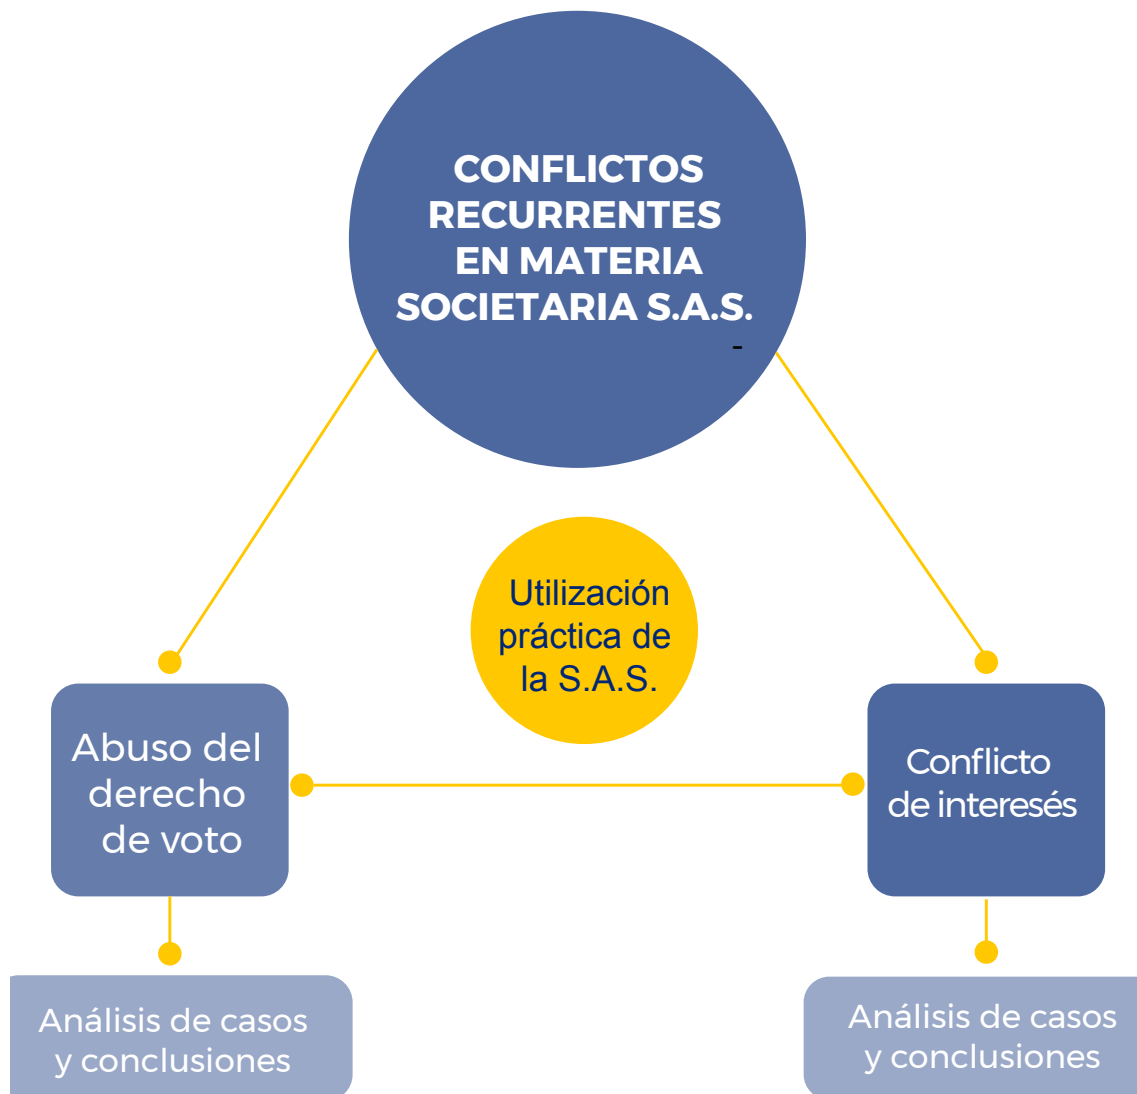 CONFLICTOS
RECURRENTES
EN MATERIA
SOCIETARIA S.A.S.
-
Utilización
práctica de
la S.A.S.
Abuso del
derecho
de voto
Conflicto
de interesés
Análisis de casos
y conclusiones
Análisis de casos
y conclusiones